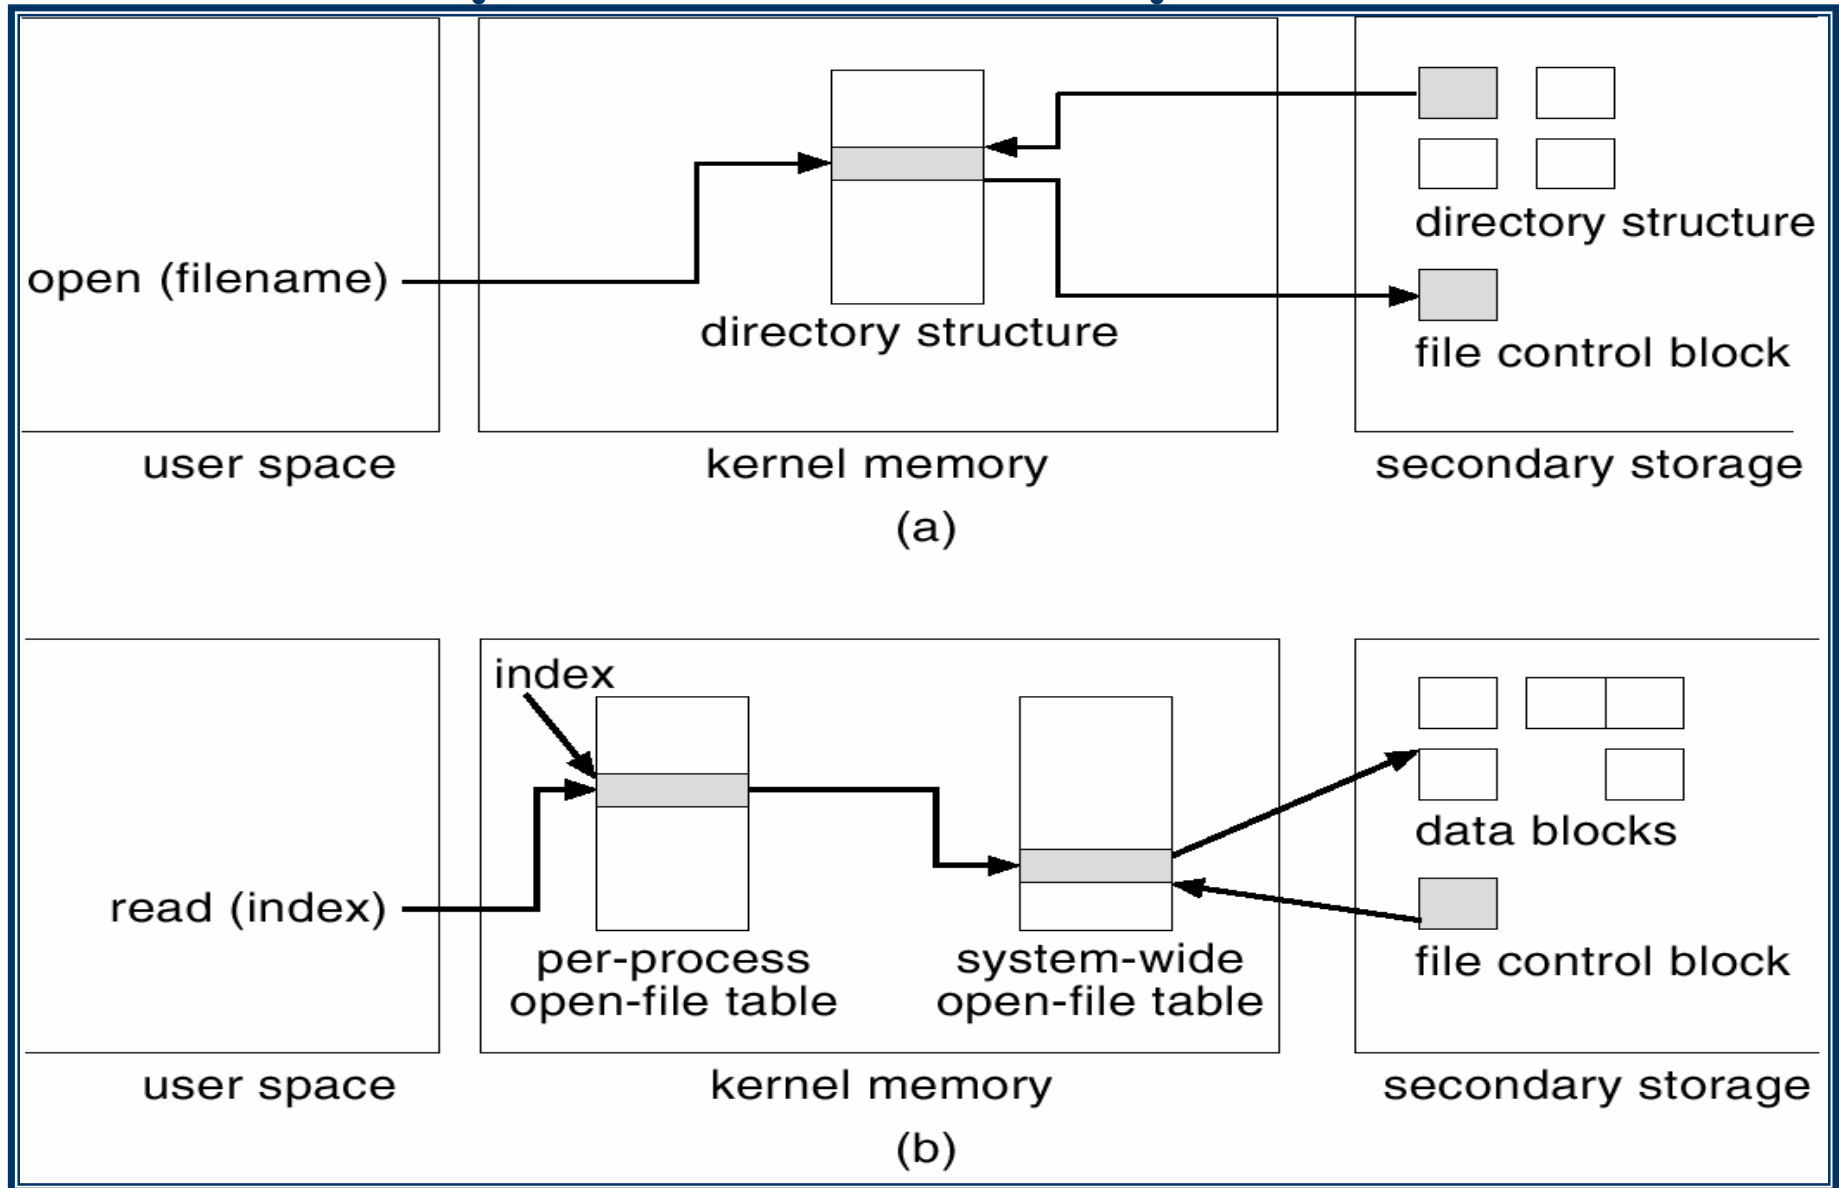 open (filename)
directory structure
directory structure
file control block
user space
kernel memory
secondary storage
(a)
index
read (index)
per-process
open-file table
system-wide
open-file table
data blocks
file control block
user space
kernel memory
secondary storage
(b)